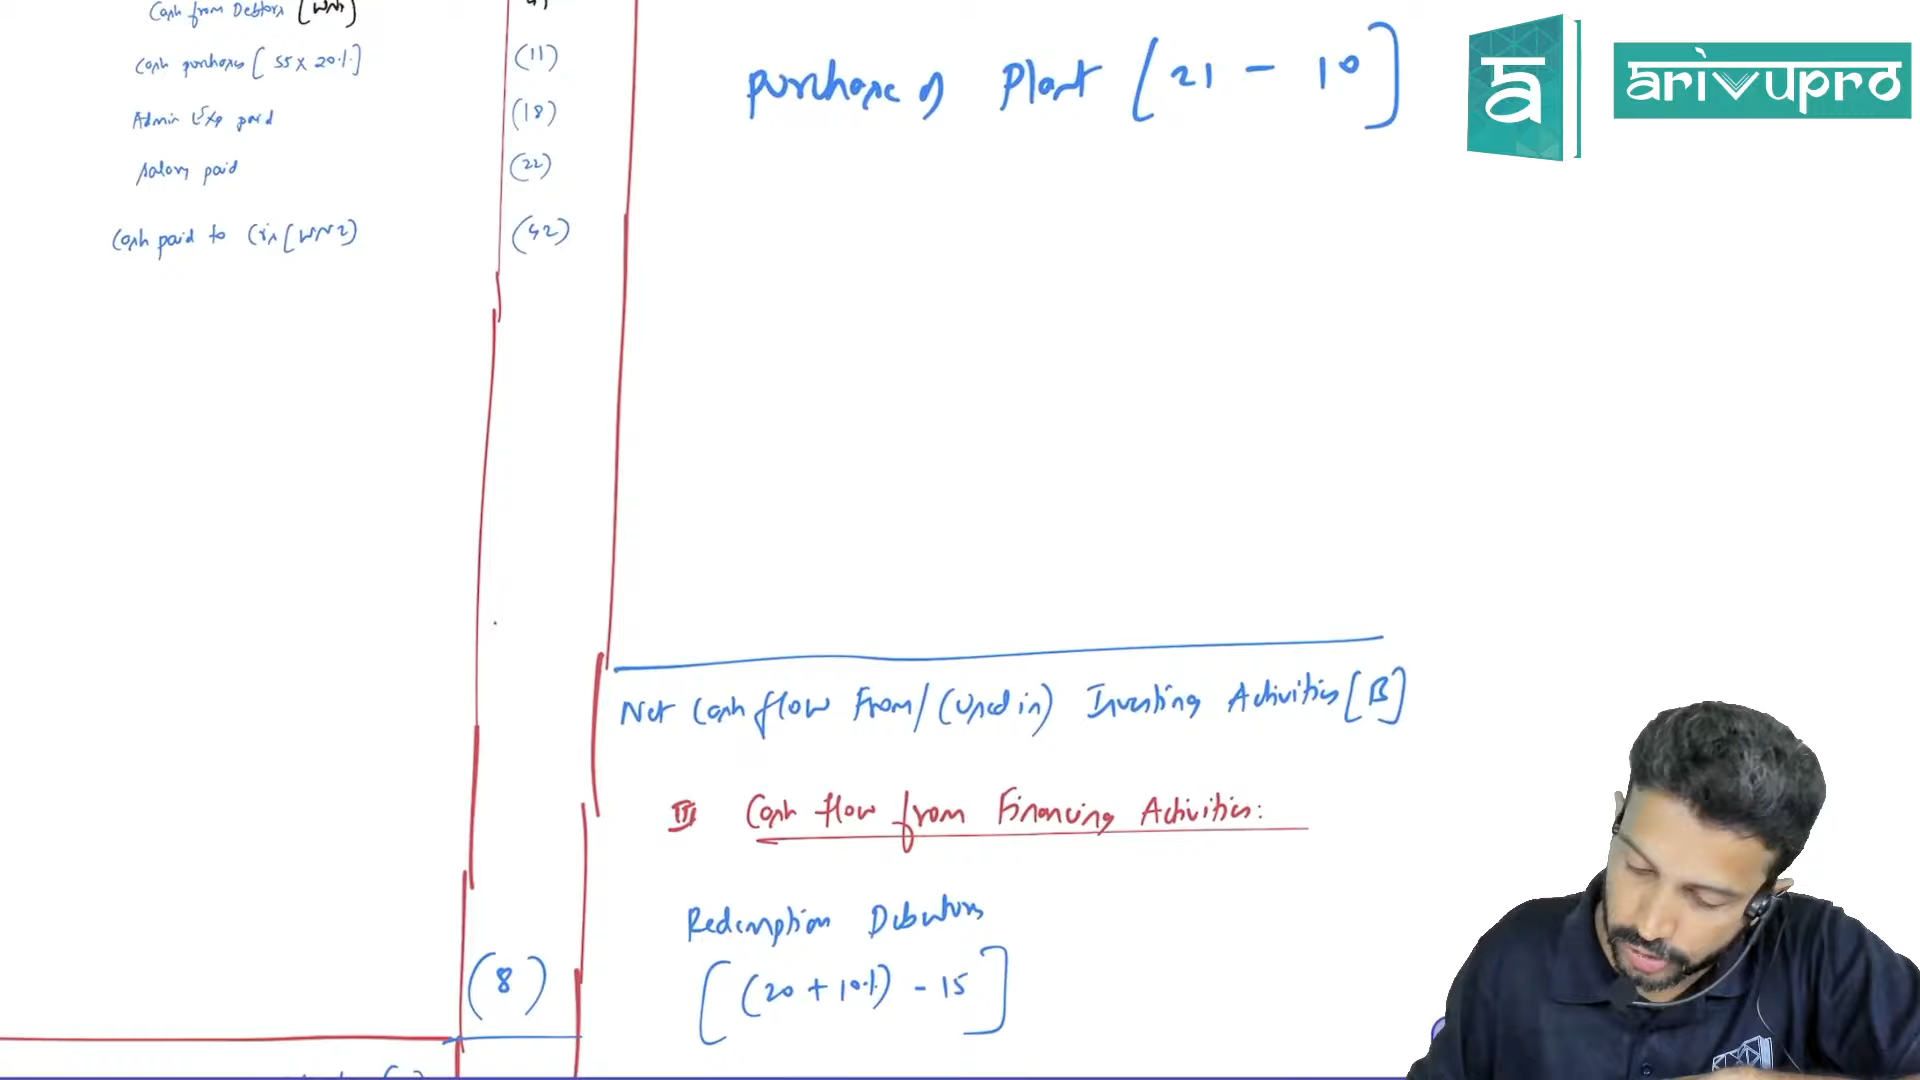 Cash from Debtors [WN1)
Cash purchases [55 x 20%] (11)
Admin Exp paid (18)
Salary paid (22)
Cash paid to Crs [WN2) (42)
(8)
purchase of Plant [21 - 10]
Net Cash flow From/(Used in) Investing Activities [B]
III Cash flow from Financing Activities:
Redemption Debentures
[(20 + 10%) - 15]
a
arivupro